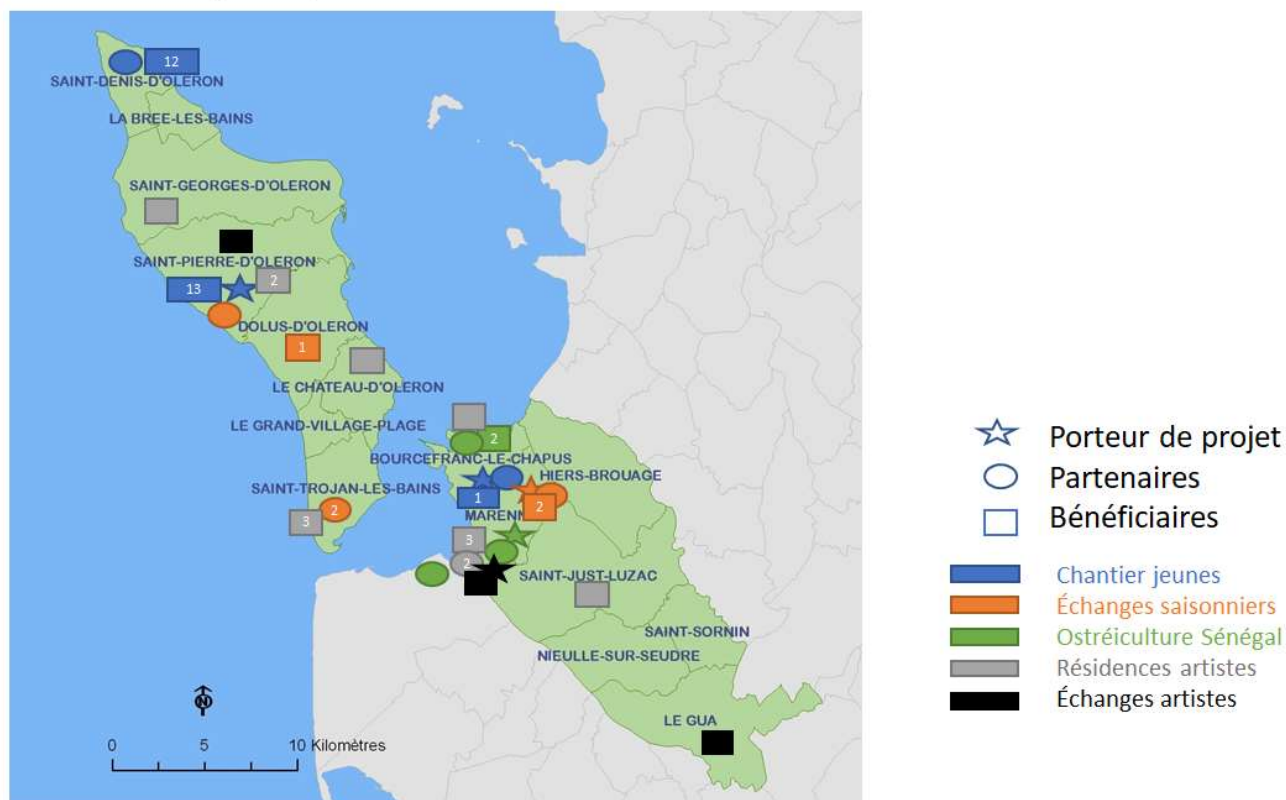 12
SAINT-DENIS-D'OLERON
LA BREE-LES-BAINS
SAINT-GEORGES-D'OLERON
SAINT-PIERRE-D'OLERON
2
13
DOLUS-D'OLERON
1
LE CHATEAU-D'OLERON
LE GRAND-VILLAGE-PLAGE
2
BOURCEFRANC-LE-CHAPUS
HIERS-BROUAGE
SAINT-TROJAN-LES-BAINS
1
2
2
3
MARENN
3
2
SAINT-JUST-LUZAC
SAINT-SORNIN
NIEULLE-SUR-SEUDRE
LE GUA
N
0 5 10 Kilomètres
Porteur de projet
Partenaires
Bénéficiaires
Chantier jeunes
Échanges saisonniers
Ostréiculture Sénégal
Résidences artistes
Échanges artistes